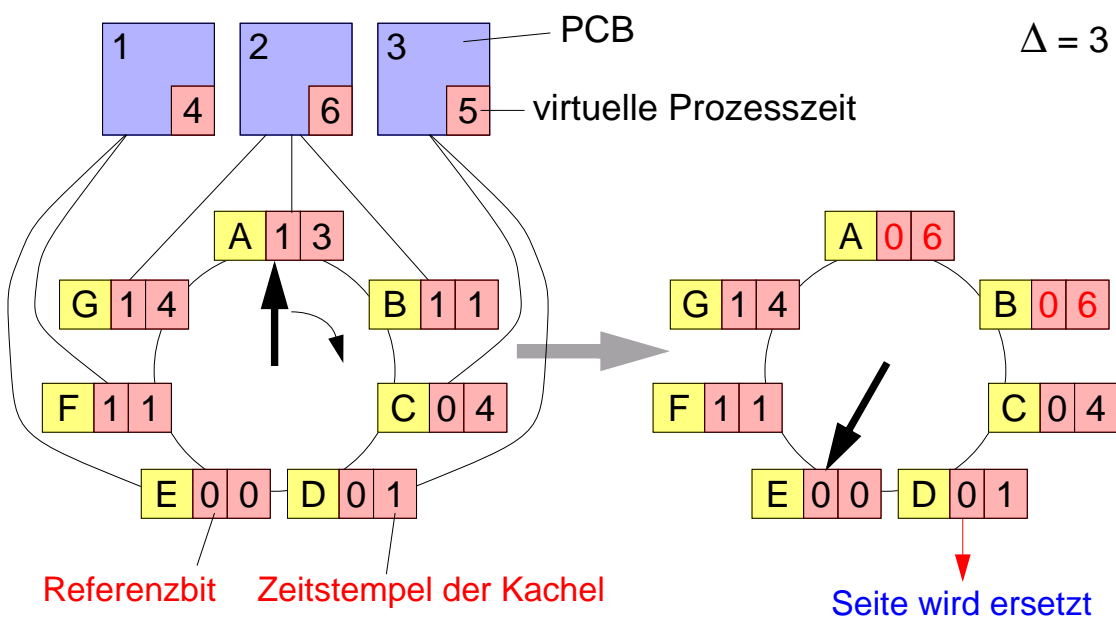 1
2
3
PCB
Δ = 3
4
6
5
virtuelle Prozesszeit
A 1 3
G 1 4
B 1 1
F 1 1
C 0 4
E 0 0
D 0 1
Referenzbit
Zeitstempel der Kachel
A 0 6
G 1 4
B 0 6
F 1 1
C 0 4
E 0 0
D 0 1
Seite wird ersetzt